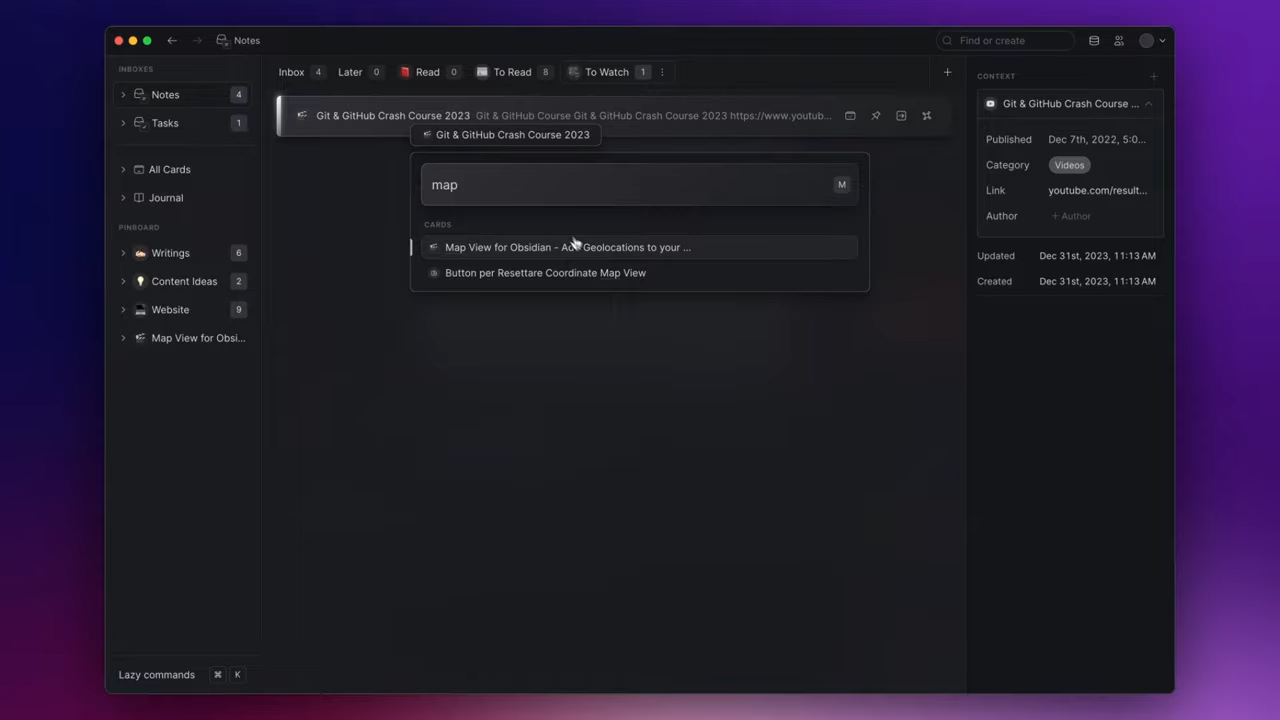 Notes
Find or create
INBOXES
Notes 4
Tasks 1
All Cards
Journal
PINBOARD
Writings 6
Content Ideas 2
Website 9
Map View for Obsi...
Lazy commands ⌘ K
Inbox 4 Later 0 Read 0 To Read 8 To Watch 1
Git & GitHub Crash Course 2023 Git & GitHub Course Git & GitHub Crash Course 2023 https://www.youtub...
Git & GitHub Crash Course 2023
map M
CARDS
Map View for Obsidian - Geolocations to your ...
Button per Resettare Coordinate Map View
CONTEXT
Git & GitHub Crash Course ...
Published Dec 7th, 2022, 5:0...
Category Videos
Link youtube.com/result...
Author + Author
Updated Dec 31st, 2023, 11:13 AM
Created Dec 31st, 2023, 11:13 AM